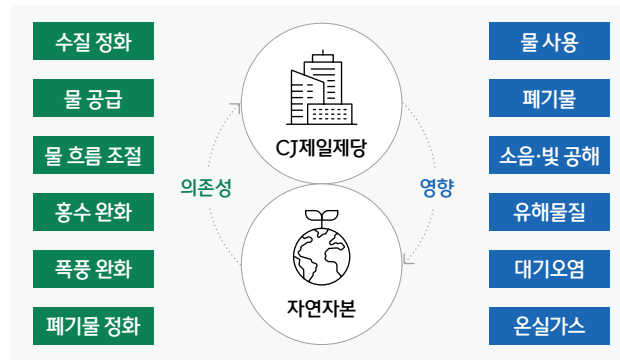 수질 정화
물 공급
물 흐름 조절
홍수 완화
폭풍 완화
폐기물 정화
CJ제일제당
의존성
영향
자연자본
물 사용
폐기물
소음·빛 공해
유해물질
대기오염
온실가스